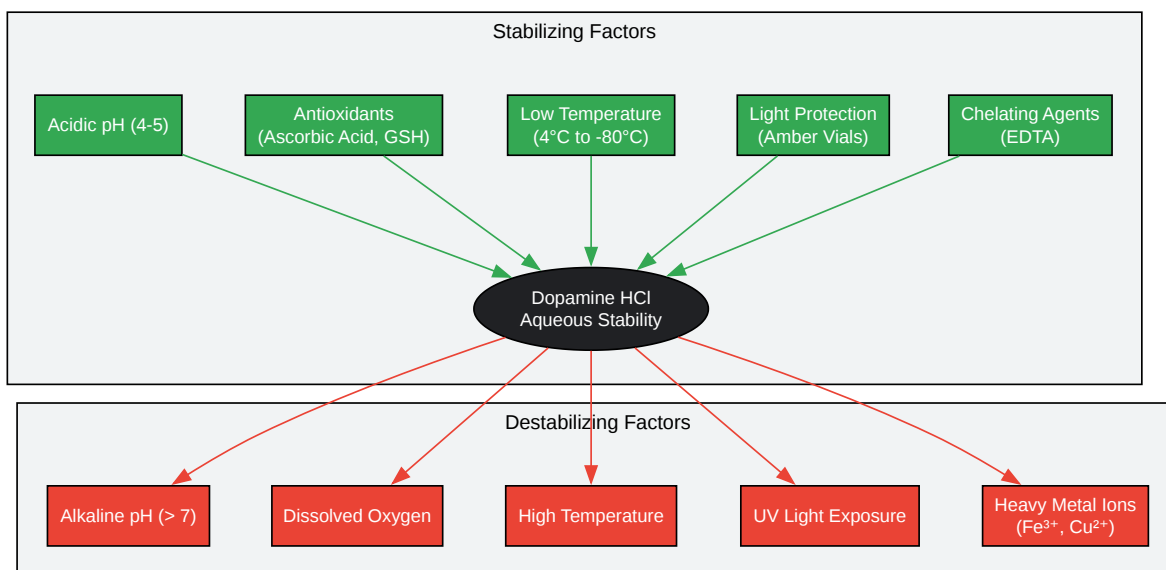 Stabilizing Factors
Acidic pH (4-5)
Antioxidants
(Ascorbic Acid, GSH)
Low Temperature
(4°C to -80°C)
Light Protection
(Amber Vials)
Chelating Agents
(EDTA)
Dopamine HCl
Aqueous Stability
Destabilizing Factors
Alkaline pH (> 7)
Dissolved Oxygen
High Temperature
UV Light Exposure
Heavy Metal Ions
(Fe³⁺, Cu²⁺)